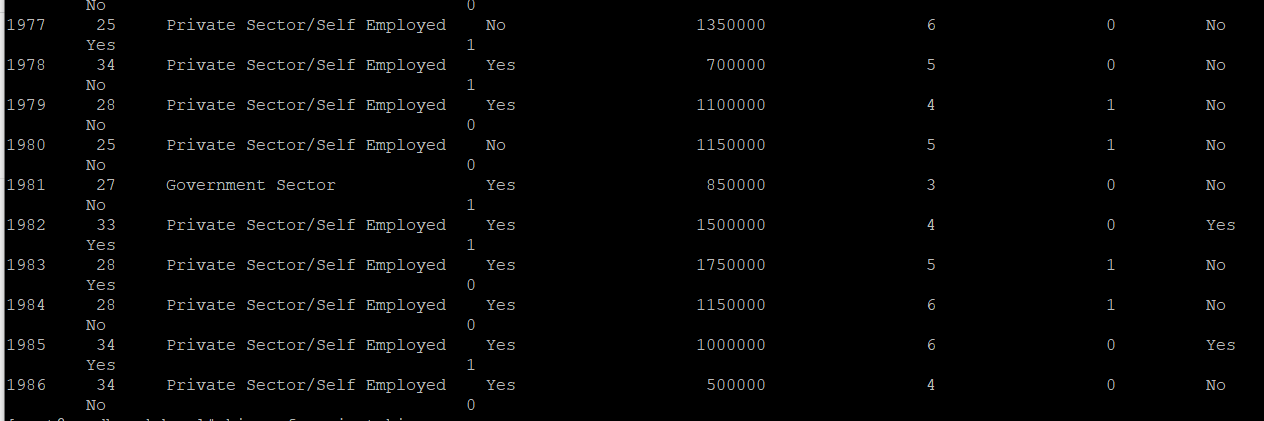 No 0
1977 25 Private Sector/Self Employed No 1350000 6 0 No
Yes 1
1978 34 Private Sector/Self Employed Yes 700000 5 0 No
No 1
1979 28 Private Sector/Self Employed Yes 1100000 4 1 No
No 0
1980 25 Private Sector/Self Employed No 1150000 5 1 No
No 0
1981 27 Government Sector Yes 850000 3 0 No
No 1
1982 33 Private Sector/Self Employed Yes 1500000 4 0 Yes
Yes 1
1983 28 Private Sector/Self Employed Yes 1750000 5 1 No
Yes 0
1984 28 Private Sector/Self Employed Yes 1150000 6 1 No
No 0
1985 34 Private Sector/Self Employed Yes 1000000 6 0 Yes
Yes 1
1986 34 Private Sector/Self Employed Yes 500000 4 0 No
No 0